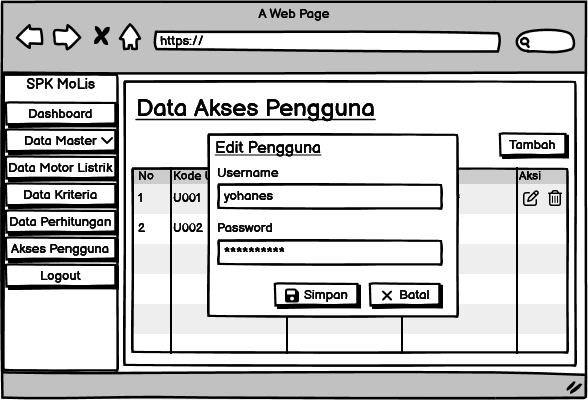 A Web Page
https://
SPK MoLis
Dashboard
Data Master
Data Motor Listrik
Data Kriteria
Data Perhitungan
Akses Pengguna
Logout
Data Akses Pengguna
Tambah
No Kode U Aksi
1 U001
2 U002
Edit Pengguna
Username
yohanes
Password
**********
Simpan Batal